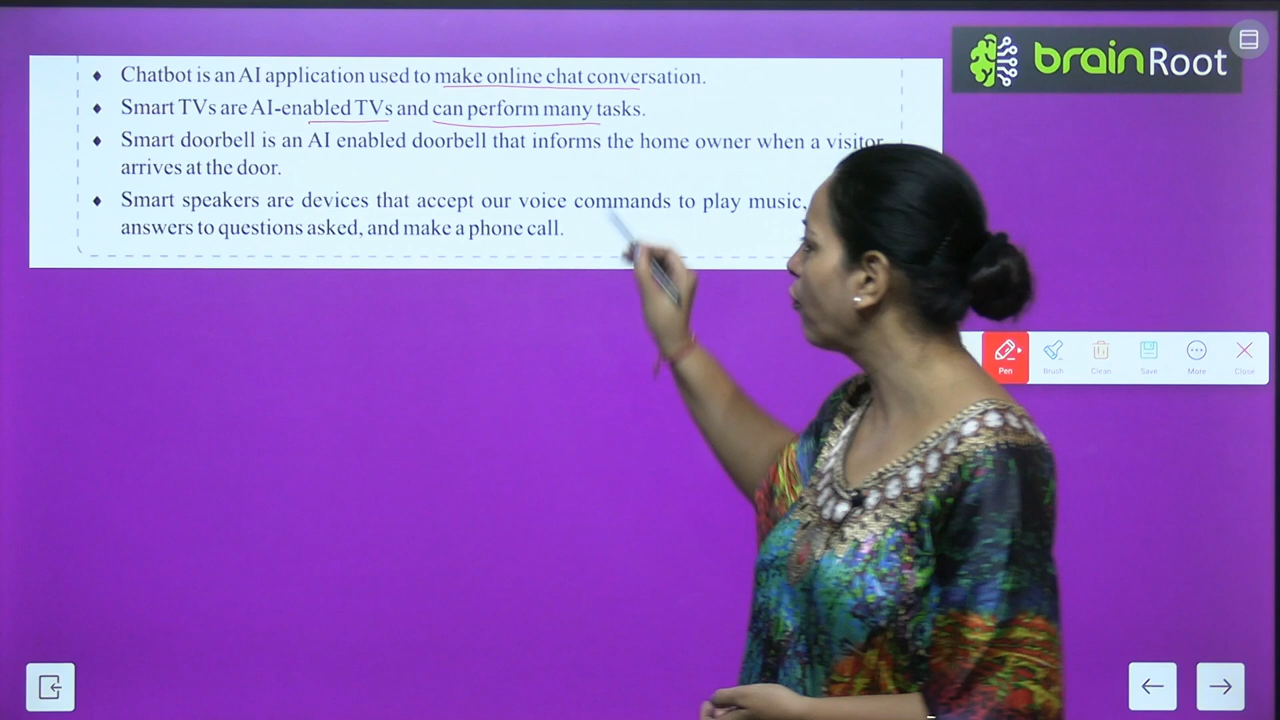 brainRoot
♦ Chatbot is an AI application used to make online chat conversation.
♦ Smart TVs are AI-enabled TVs and can perform many tasks.
♦ Smart doorbell is an AI enabled doorbell that informs the home owner when a visitor
arrives at the door.
♦ Smart speakers are devices that accept our voice commands to play music,
answers to questions asked, and make a phone call.
Pen Brush Clean Save More Close